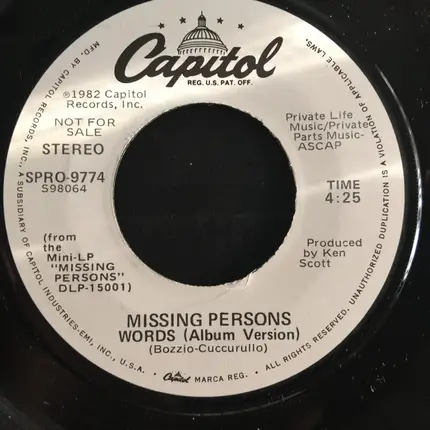 Capitol
REG. U.S. PAT. OFF.
℗1982 Capitol
Records, Inc.
NOT FOR
SALE
STEREO
SPRO-9774
S98064
(from
the
Mini-LP
"MISSING
PERSONS"
DLP-15001)
Private Life
Music/Private
Parts Music-
ASCAP
TIME
4:25
Produced
by Ken
Scott
MISSING PERSONS
WORDS (Album Version)
(Bozzio-Cuccurullo)
MFD. BY CAPITOL RECORDS, INC., A SUBSIDIARY OF CAPITOL INDUSTRIES-EMI, INC., U.S.A. • Capitol MARCA REG. • ALL RIGHTS RESERVED. UNAUTHORIZED DUPLICATION IS A VIOLATION OF APPLICABLE LAWS.